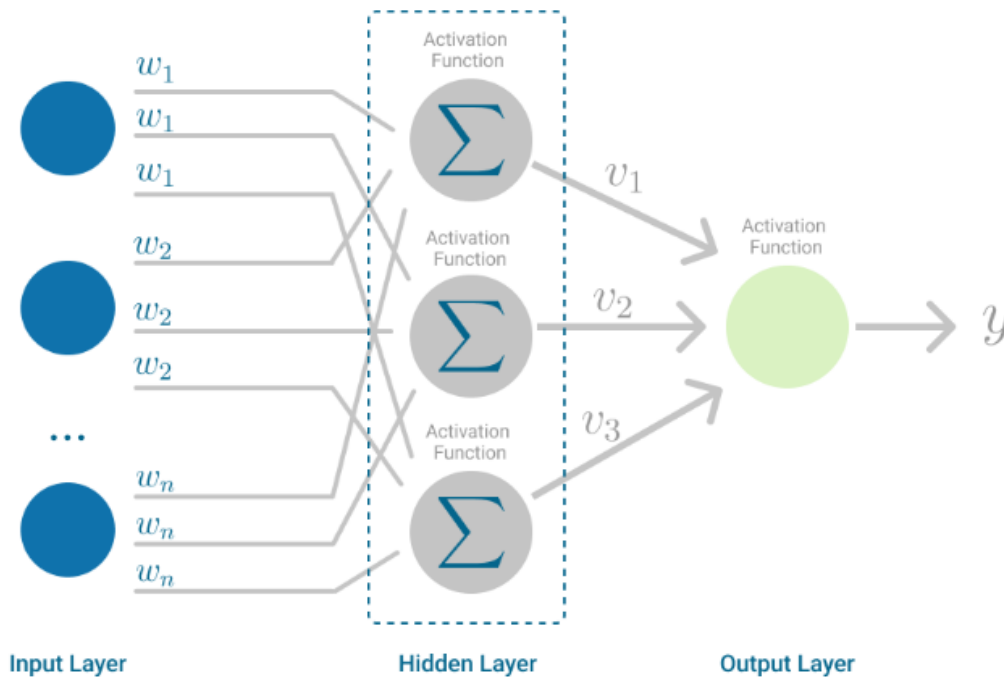 Activation
Function
w1
w1
w1
w2
w2
w2
...
wn
wn
wn
Σ
Activation
Function
Σ
Activation
Function
Σ
v1
v2
v3
Activation
Function
y
Input Layer
Hidden Layer
Output Layer